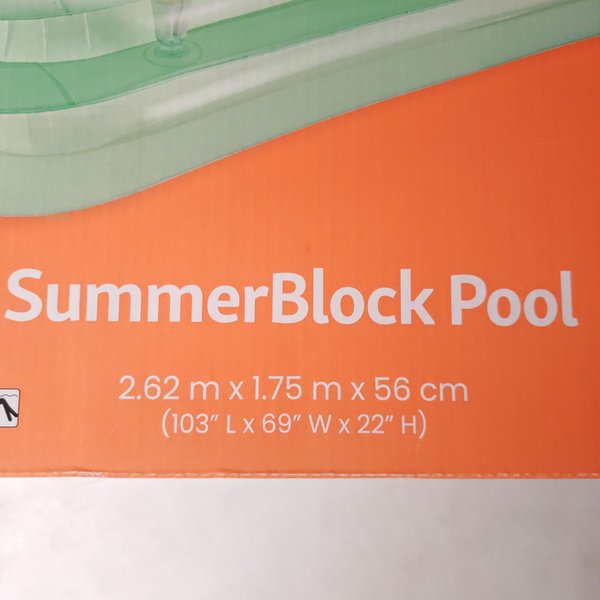 SummerBlock Pool
2.62 m x 1.75 m x 56 cm
(103" L x 69" W x 22" H)